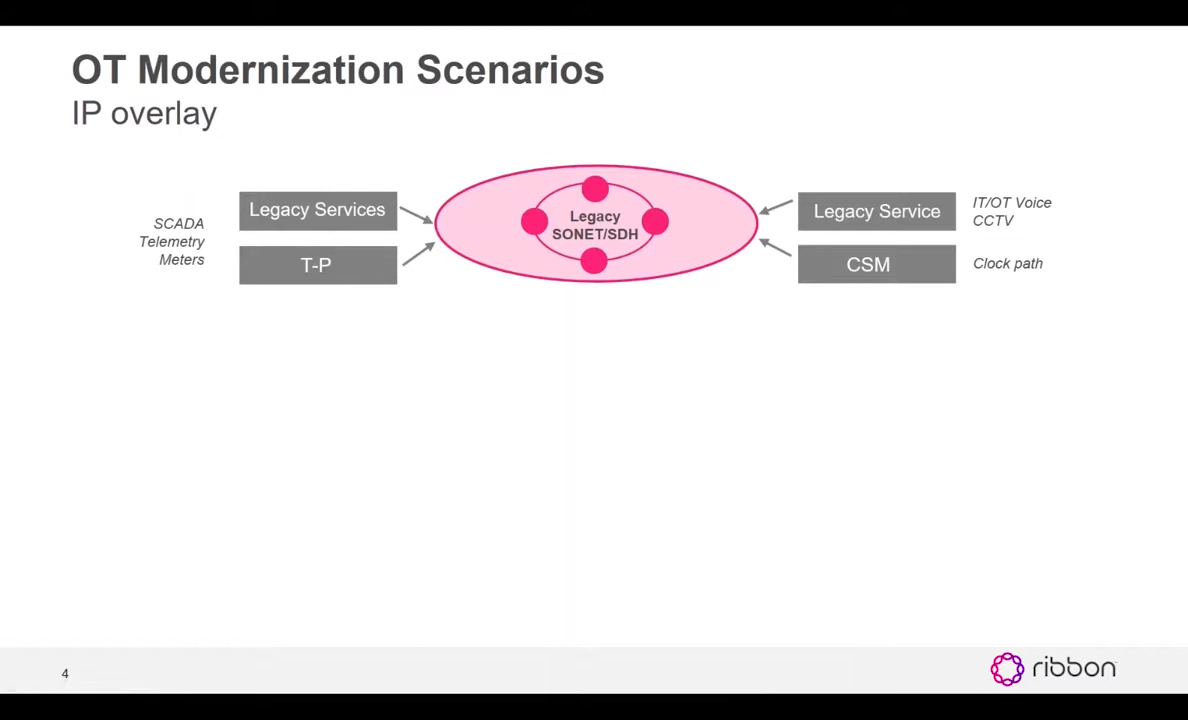 OT Modernization Scenarios
IP overlay
SCADA
Telemetry
Meters
Legacy Services
T-P
Legacy
SONET/SDH
Legacy Service
CSM
IT/OT Voice
CCTV
Clock path
4
ribbon